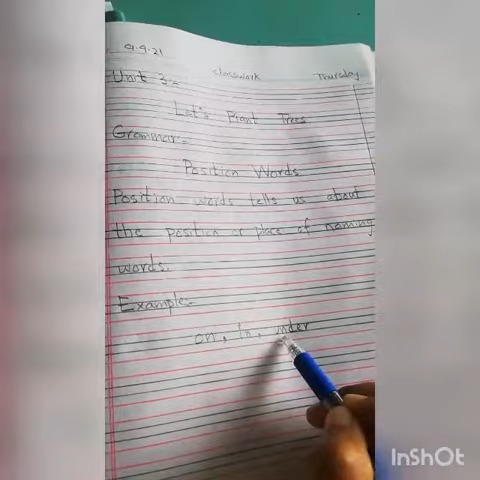 9.9.21
Unit 3:- Classwork Thursday
Let's Plant Trees
Grammar:-
Position Words
Position words tells us about
the position or place of naming
words.
Example:-
on, In, under
InShOt